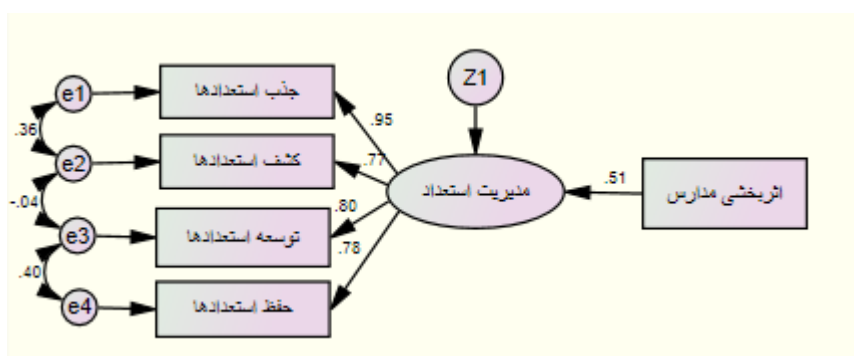 e1
جذب استعدادها
.36
.95
Z1
e2
کشف استعدادها
.77
مدیریت استعداد
.51
اثربخشی مدارس
-.04
e3
توسعه استعدادها
.80
.40
.78
e4
حفظ استعدادها